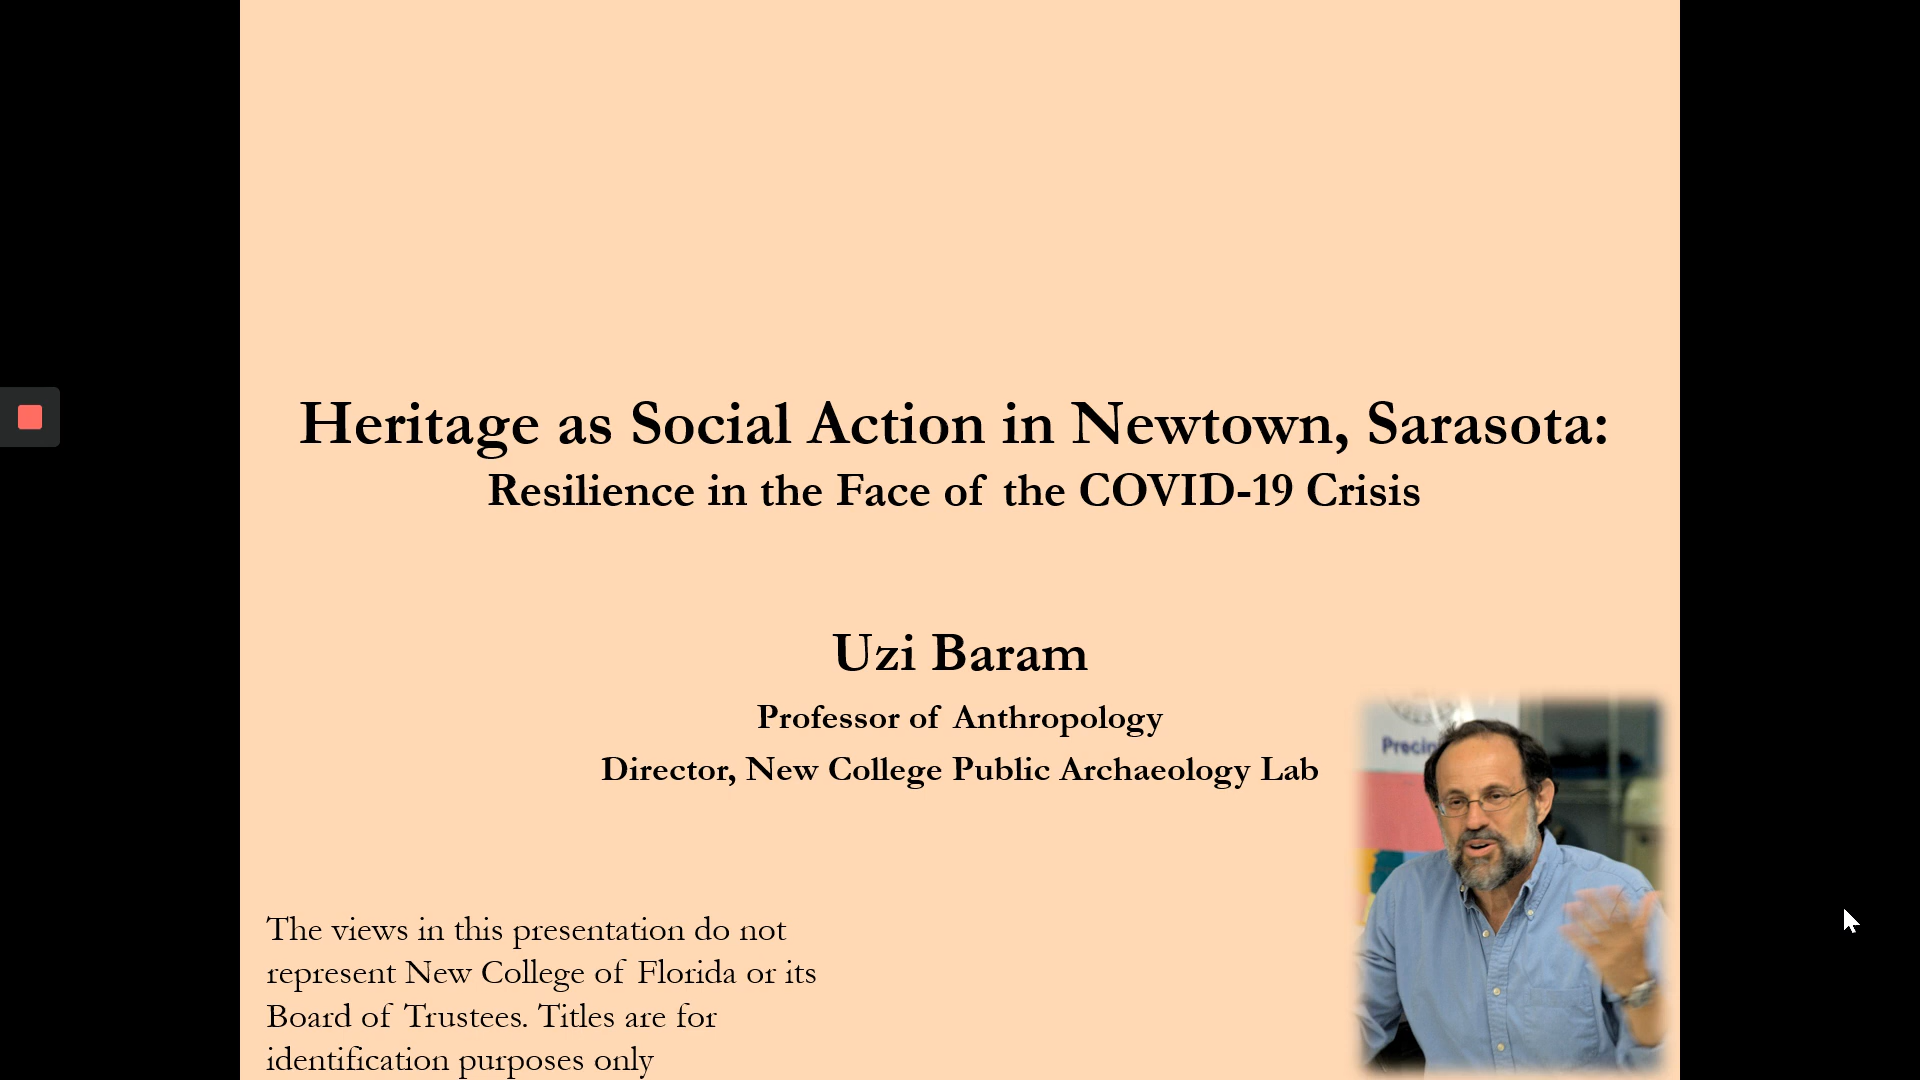 Heritage as Social Action in Newtown, Sarasota:
Resilience in the Face of the COVID-19 Crisis
Uzi Baram
Professor of Anthropology
Director, New College Public Archaeology Lab
Precin
The views in this presentation do not
represent New College of Florida or its
Board of Trustees. Titles are for
identification purposes only